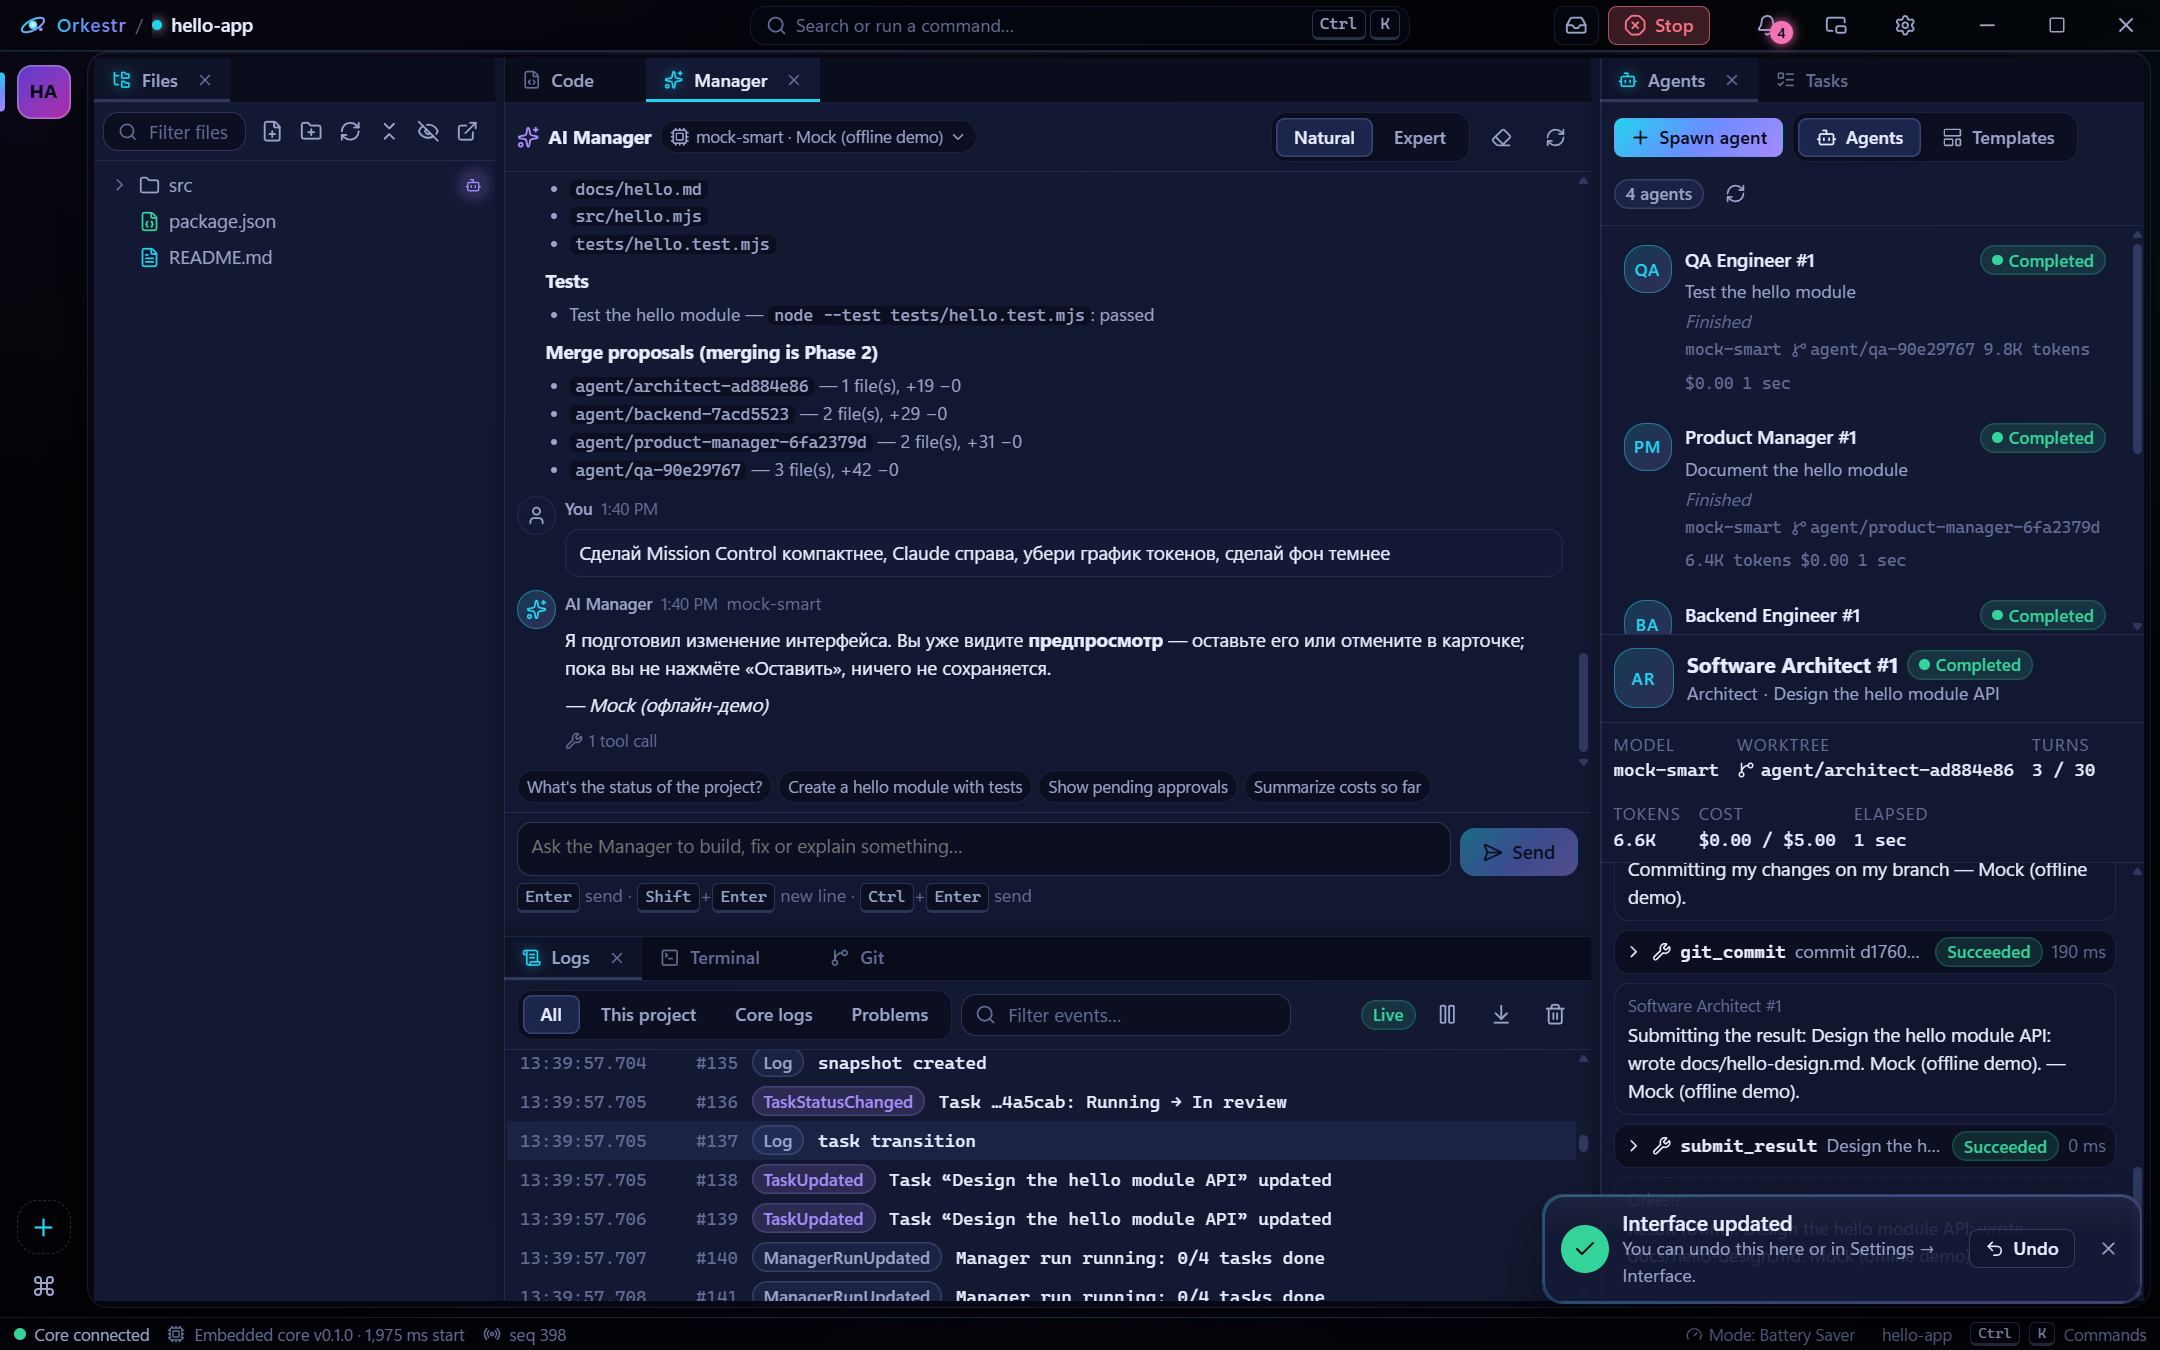 Orkestr / hello-app
Search or run a command...
Ctrl K
Stop
4
HA
Files
Filter files
src
package.json
README.md
Code
Manager
AI Manager
mock-smart · Mock (offline demo)
Natural
Expert
docs/hello.md
src/hello.mjs
tests/hello.test.mjs
Tests
Test the hello module — node --test tests/hello.test.mjs : passed
Merge proposals (merging is Phase 2)
agent/architect-ad884e86 — 1 file(s), +19 −0
agent/backend-7acd5523 — 2 file(s), +29 −0
agent/product-manager-6fa2379d — 2 file(s), +31 −0
agent/qa-90e29767 — 3 file(s), +42 −0
You 1:40 PM
Сделай Mission Control компактнее, Claude справа, убери график токенов, сделай фон темнее
AI Manager 1:40 PM mock-smart
Я подготовил изменение интерфейса. Вы уже видите предпросмотр — оставьте его или отмените в карточке;
пока вы не нажмёте «Оставить», ничего не сохраняется.
— Mock (офлайн-демо)
1 tool call
What's the status of the project?
Create a hello module with tests
Show pending approvals
Summarize costs so far
Ask the Manager to build, fix or explain something...
Send
Enter send · Shift + Enter new line · Ctrl + Enter send
Logs
Terminal
Git
All
This project
Core logs
Problems
Filter events...
Live
13:39:57.704 #135 Log snapshot created
13:39:57.705 #136 TaskStatusChanged Task …4a5cab: Running → In review
13:39:57.705 #137 Log task transition
13:39:57.705 #138 TaskUpdated Task “Design the hello module API” updated
13:39:57.706 #139 TaskUpdated Task “Design the hello module API” updated
13:39:57.707 #140 ManagerRunUpdated Manager run running: 0/4 tasks done
13:39:57.708 #141 ManagerRunUpdated Manager run running: 0/4 tasks done
Agents
Tasks
Spawn agent
Agents
Templates
4 agents
QA
QA Engineer #1
Completed
Test the hello module
Finished
mock-smart agent/qa-90e29767 9.8K tokens
$0.00 1 sec
PM
Product Manager #1
Completed
Document the hello module
Finished
mock-smart agent/product-manager-6fa2379d
6.4K tokens $0.00 1 sec
BA
Backend Engineer #1
Completed
AR
Software Architect #1
Completed
Architect · Design the hello module API
MODEL WORKTREE TURNS
mock-smart agent/architect-ad884e86 3 / 30
TOKENS COST ELAPSED
6.6K $0.00 / $5.00 1 sec
Committing my changes on my branch — Mock (offline
demo).
git_commit commit d1760... Succeeded 190 ms
Software Architect #1
Submitting the result: Design the hello module API:
wrote docs/hello-design.md. Mock (offline demo). —
Mock (offline demo).
submit_result Design the h... Succeeded 0 ms
Interface updated
You can undo this here or in Settings →
Interface.
Undo
Core connected
Embedded core v0.1.0 · 1,975 ms start
seq 398
Mode: Battery Saver
hello-app
Ctrl K Commands